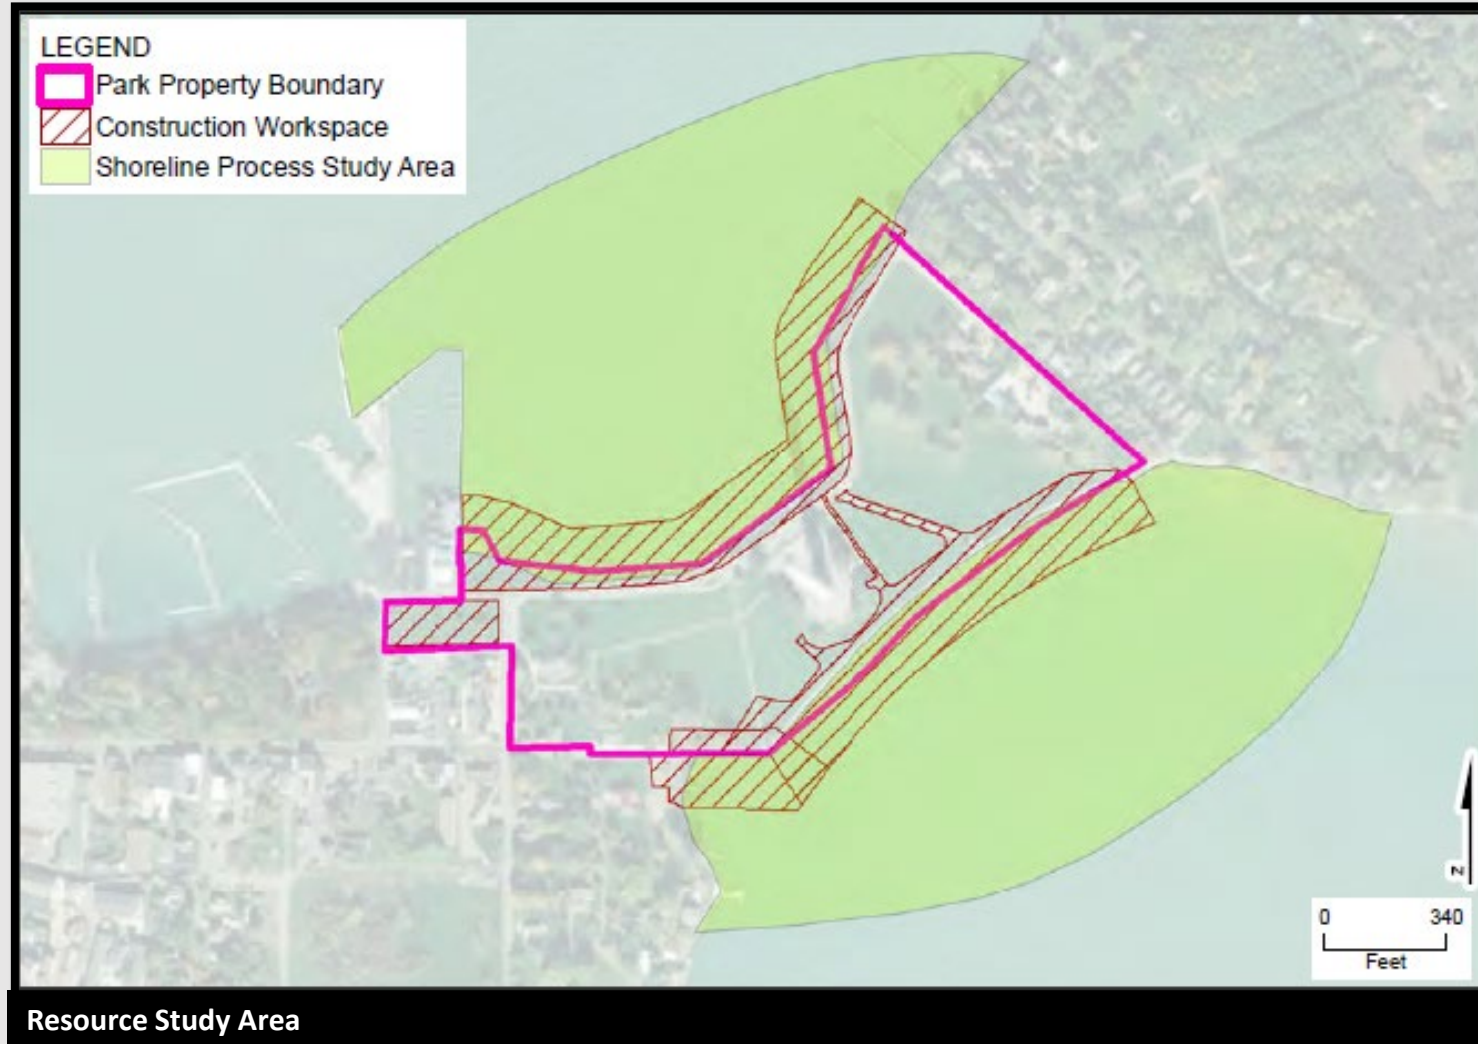 LEGEND
Park Property Boundary
Construction Workspace
Shoreline Process Study Area
N
0 340
Feet
Resource Study Area